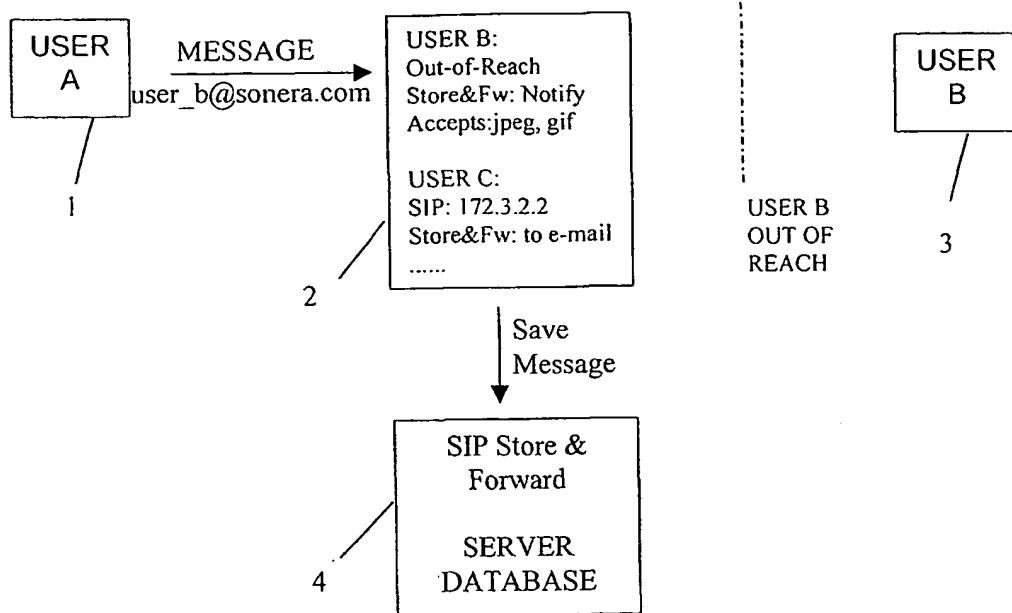 USER
A
MESSAGE
user_b@sonera.com
1
USER B:
Out-of-Reach
Store&Fw: Notify
Accepts:jpeg, gif
USER C:
SIP: 172.3.2.2
Store&Fw: to e-mail
......
2
USER B
OUT OF
REACH
USER
B
3
Save
Message
SIP Store &
Forward
SERVER
DATABASE
4